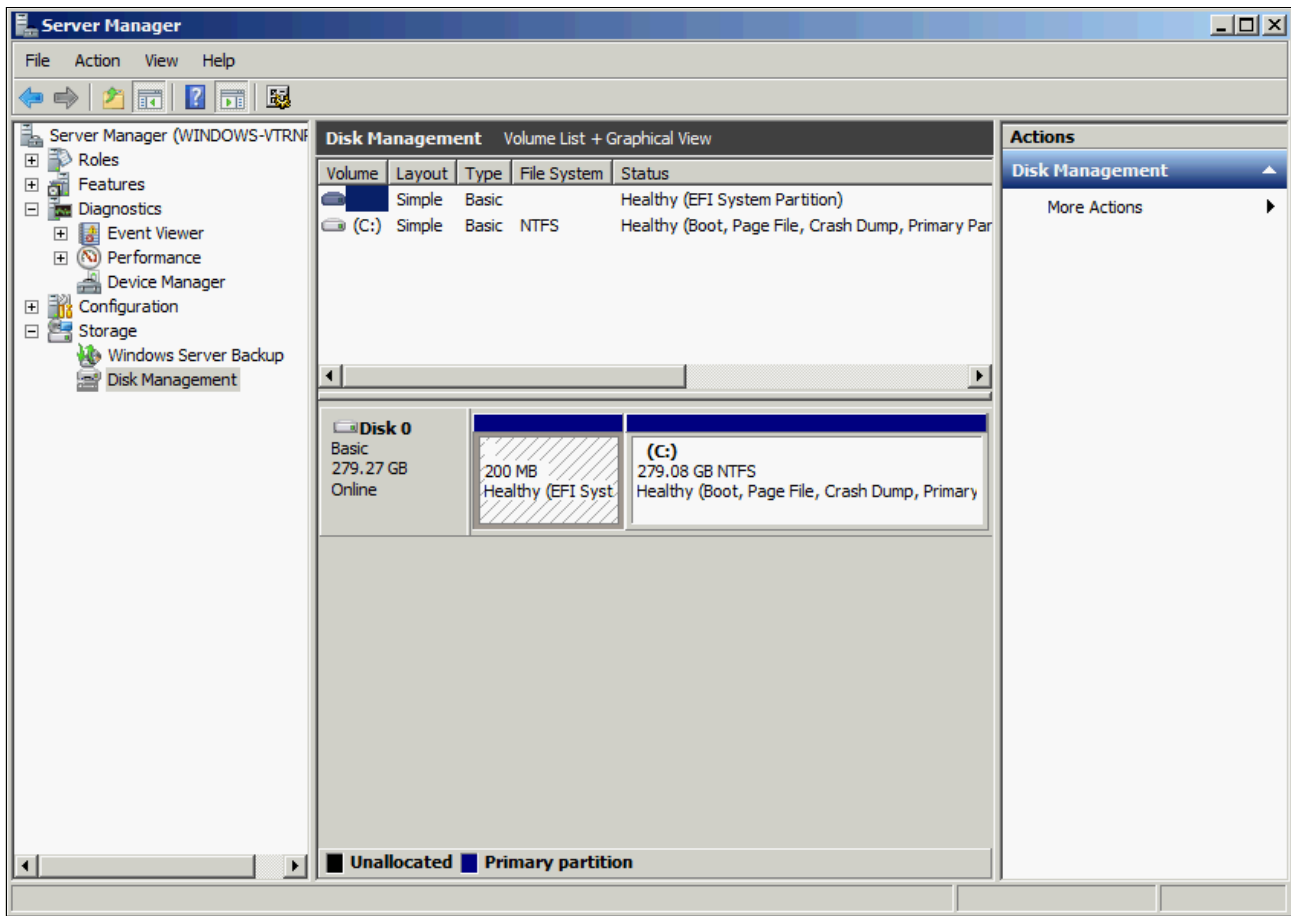 Server Manager
File Action View Help
Server Manager (WINDOWS-VTRNF
Roles
Features
Diagnostics
Event Viewer
Performance
Device Manager
Configuration
Storage
Windows Server Backup
Disk Management
Disk Management Volume List + Graphical View
Volume Layout Type File System Status
Simple Basic Healthy (EFI System Partition)
(C:) Simple Basic NTFS Healthy (Boot, Page File, Crash Dump, Primary Par
Disk 0
Basic
279.27 GB
Online
200 MB
Healthy (EFI Syst
(C:)
279.08 GB NTFS
Healthy (Boot, Page File, Crash Dump, Primary
Unallocated Primary partition
Actions
Disk Management
More Actions